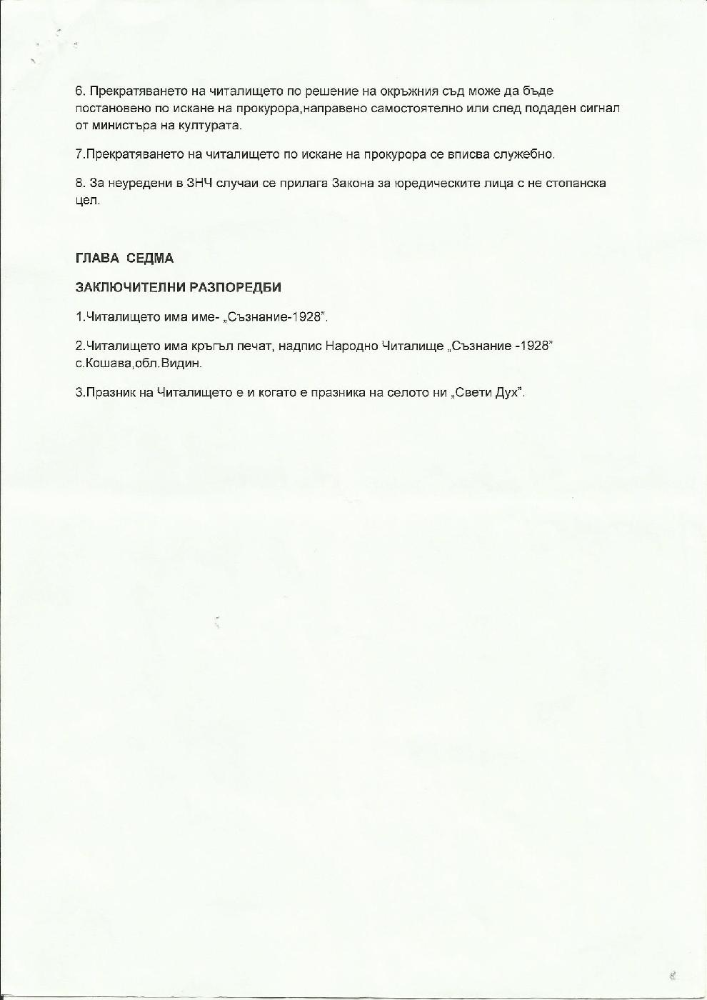 6. Прекратяването на читалището по решение на окръжния съд може да бъде
постановено по искане на прокурора,направено самостоятелно или след подаден сигнал
от министъра на културата.
7.Прекратяването на читалището по искане на прокурора се вписва служебно.
8. За неуредени в ЗНЧ случаи се прилага Закона за юредическите лица с не стопанска
цел.
ГЛАВА СЕДМА
ЗАКЛЮЧИТЕЛНИ РАЗПОРЕДБИ
1.Читалището има име- „Съзнание-1928”.
2.Читалището има кръгъл печат, надпис Народно Читалище „Съзнание -1928”
с.Кошава,обл.Видин.
3.Празник на Читалището е и когато е празника на селото ни „Свети Дух”.